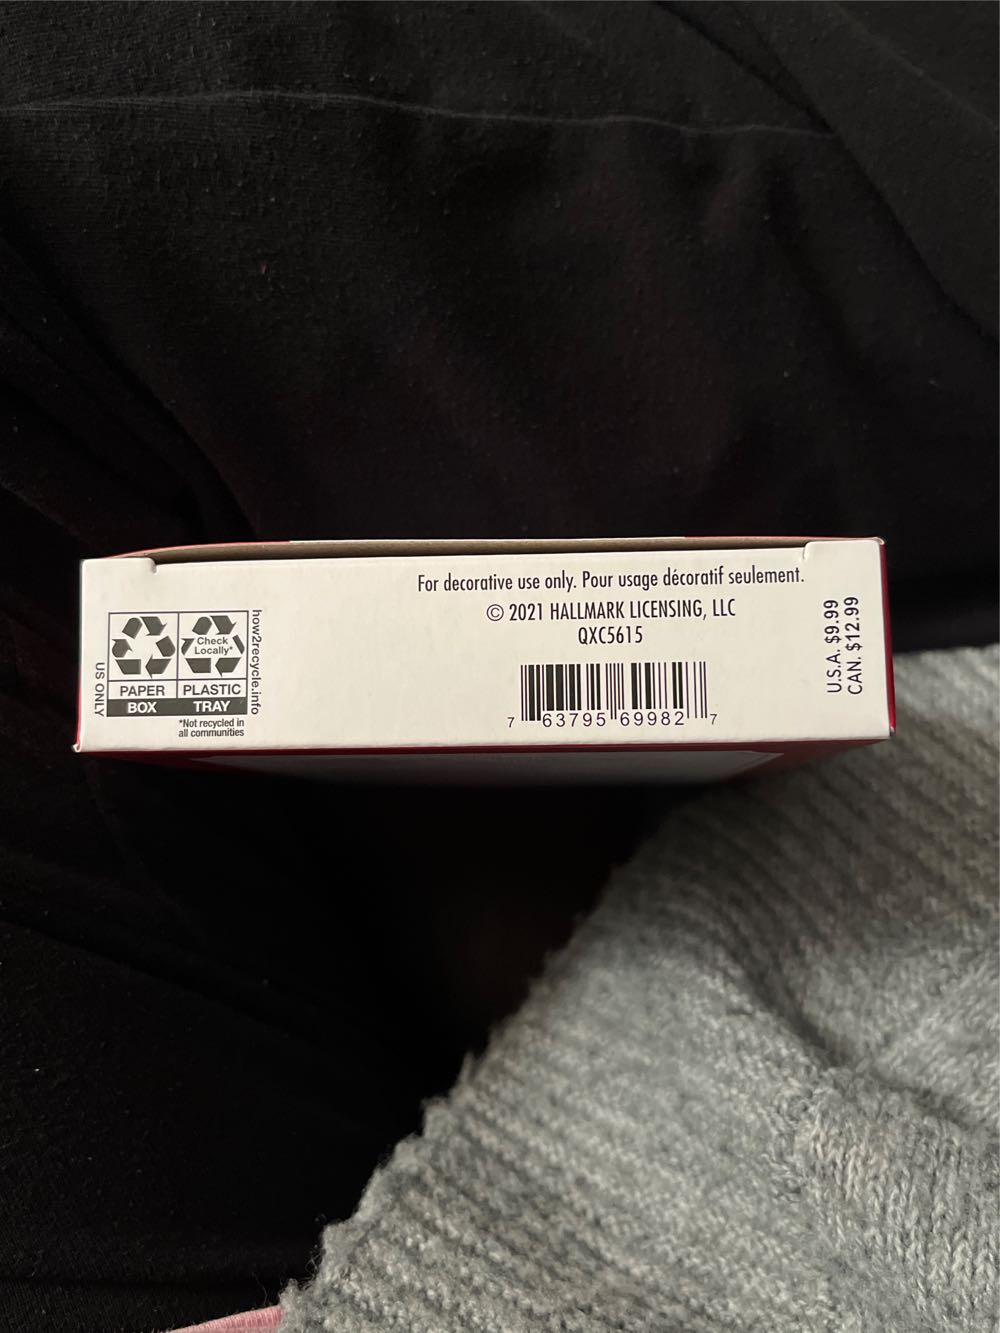 For decorative use only. Pour usage décoratif seulement.
© 2021 HALLMARK LICENSING, LLC
QXC5615
7 63795 69982 7
U.S.A. $9.99
CAN. $12.99
US ONLY
Check
Locally*
PAPER
BOX
PLASTIC
TRAY
how2recycle.info
*Not recycled in
all communities